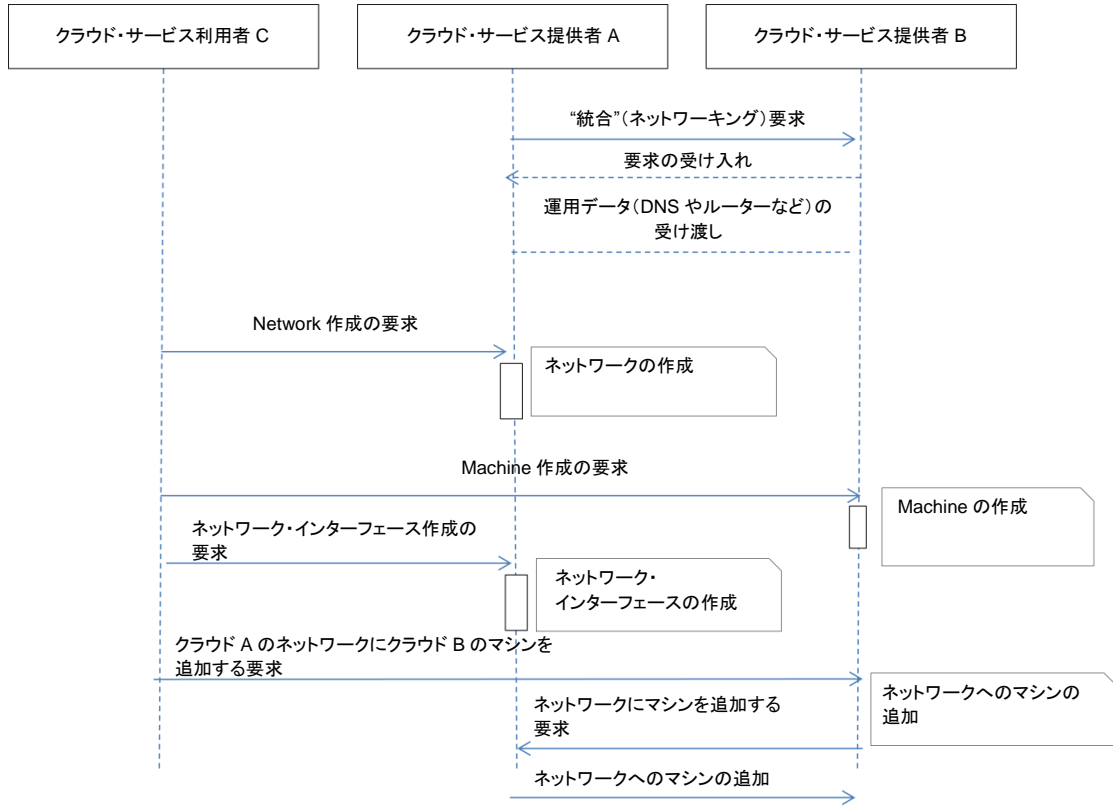 クラウド・サービス利用者 C
クラウド・サービス提供者 A
クラウド・サービス提供者 B
“統合”(ネットワーキング)要求
要求の受け入れ
運用データ(DNS やルーターなど)の
受け渡し
Network 作成の要求
ネットワークの作成
Machine 作成の要求
Machine の作成
ネットワーク・インターフェース作成の
要求
ネットワーク・
インターフェースの作成
クラウド A のネットワークにクラウド B のマシンを
追加する要求
ネットワークへのマシンの
追加
ネットワークにマシンを追加する
要求
ネットワークへのマシンの追加